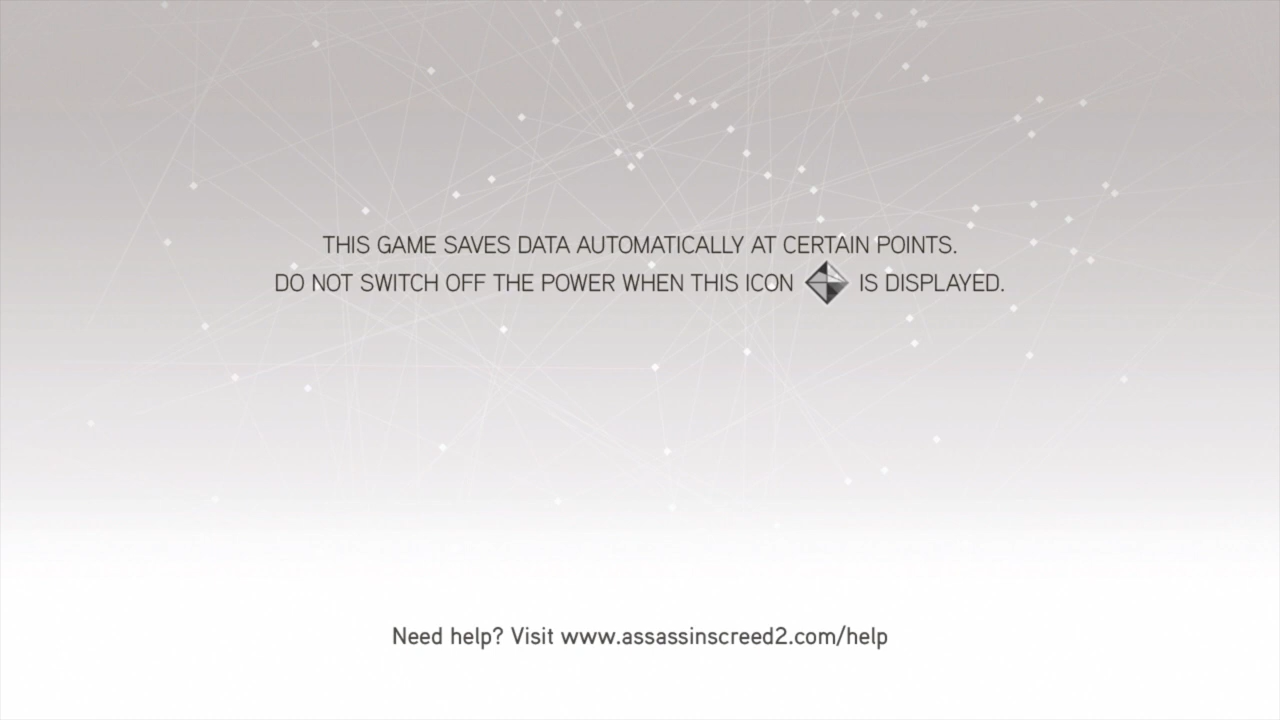 THIS GAME SAVES DATA AUTOMATICALLY AT CERTAIN POINTS.
DO NOT SWITCH OFF THE POWER WHEN THIS ICON IS DISPLAYED.
Need help? Visit www.assassinscreed2.com/help